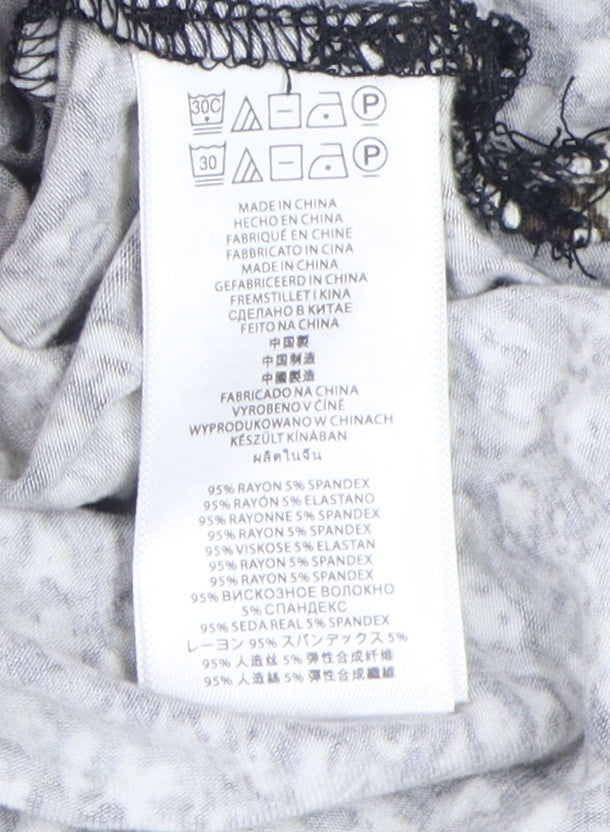 30C P
30 P
MADE IN CHINA
HECHO EN CHINA
FABRIQUÉ EN CHINE
FABBRICATO IN CINA
MADE IN CHINA
GEFABRICEERD IN CHINA
FREMSTILLET I KINA
СДЕЛАНО В КИТАЕ
FEITO NA CHINA
中国製
中国制造
中國製造
FABRICADO NA CHINA
VYROBENO V ČÍNĚ
WYPRODUKOWANO W CHINACH
KÉSZÜLT KÍNÁBAN
ผลิตในจีน
95% RAYON 5% SPANDEX
95% RAYÓN 5% ELASTANO
95% RAYONNE 5% SPANDEX
95% RAYON 5% SPANDEX
95% VISKOSE 5% ELASTAN
95% RAYON 5% SPANDEX
95% RAYON 5% SPANDEX
95% ВИСКОЗНОЕ ВОЛОКНО
5% СПАНДЕКС
95% SEDA REAL 5% SPANDEX
レーヨン 95% スパンデックス 5%
95% 人造丝 5% 弹性合成纤维
95% 人造絲 5% 彈性合成纖維